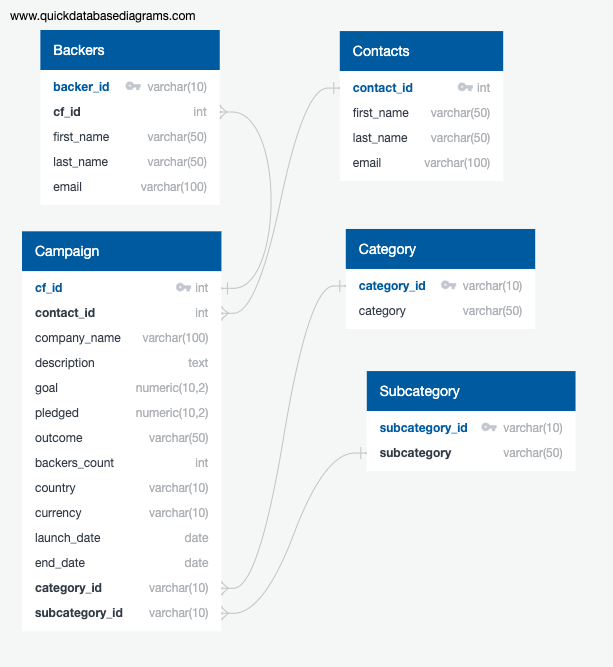 www.quickdatabasediagrams.com
Backers
backer_id varchar(10)
cf_id int
first_name varchar(50)
last_name varchar(50)
email varchar(100)
Contacts
contact_id int
first_name varchar(50)
last_name varchar(50)
email varchar(100)
Campaign
cf_id int
contact_id int
company_name varchar(100)
description text
goal numeric(10,2)
pledged numeric(10,2)
outcome varchar(50)
backers_count int
country varchar(10)
currency varchar(10)
launch_date date
end_date date
category_id varchar(10)
subcategory_id varchar(10)
Category
category_id varchar(10)
category varchar(50)
Subcategory
subcategory_id varchar(10)
subcategory varchar(50)